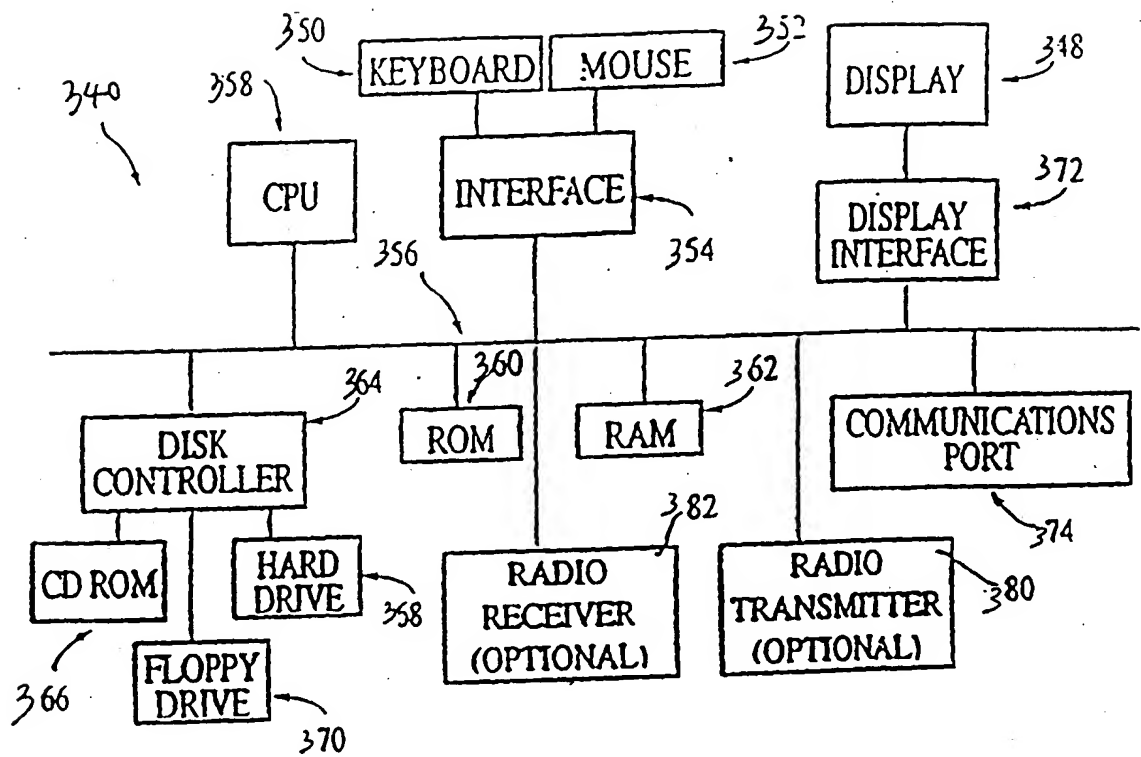 350
352
KEYBOARD
MOUSE
DISPLAY
348
340
358
CPU
INTERFACE
372
DISPLAY
INTERFACE
356
354
364
360
362
DISK
CONTROLLER
ROM
RAM
COMMUNICATIONS
PORT
382
374
CD ROM
HARD
DRIVE
358
RADIO
RECEIVER
(OPTIONAL)
RADIO
TRANSMITTER
(OPTIONAL)
380
366
FLOPPY
DRIVE
370